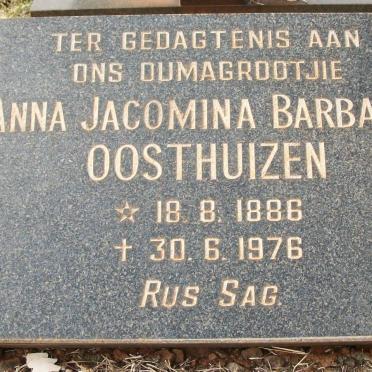 TER GEDAGTENIS AAN
ONS OUMAGROOTJIE
ANNA JACOMINA BARBA
OOSTHUIZEN
☆ 18. 8. 1886
† 30. 6. 1976
RUS SAG.